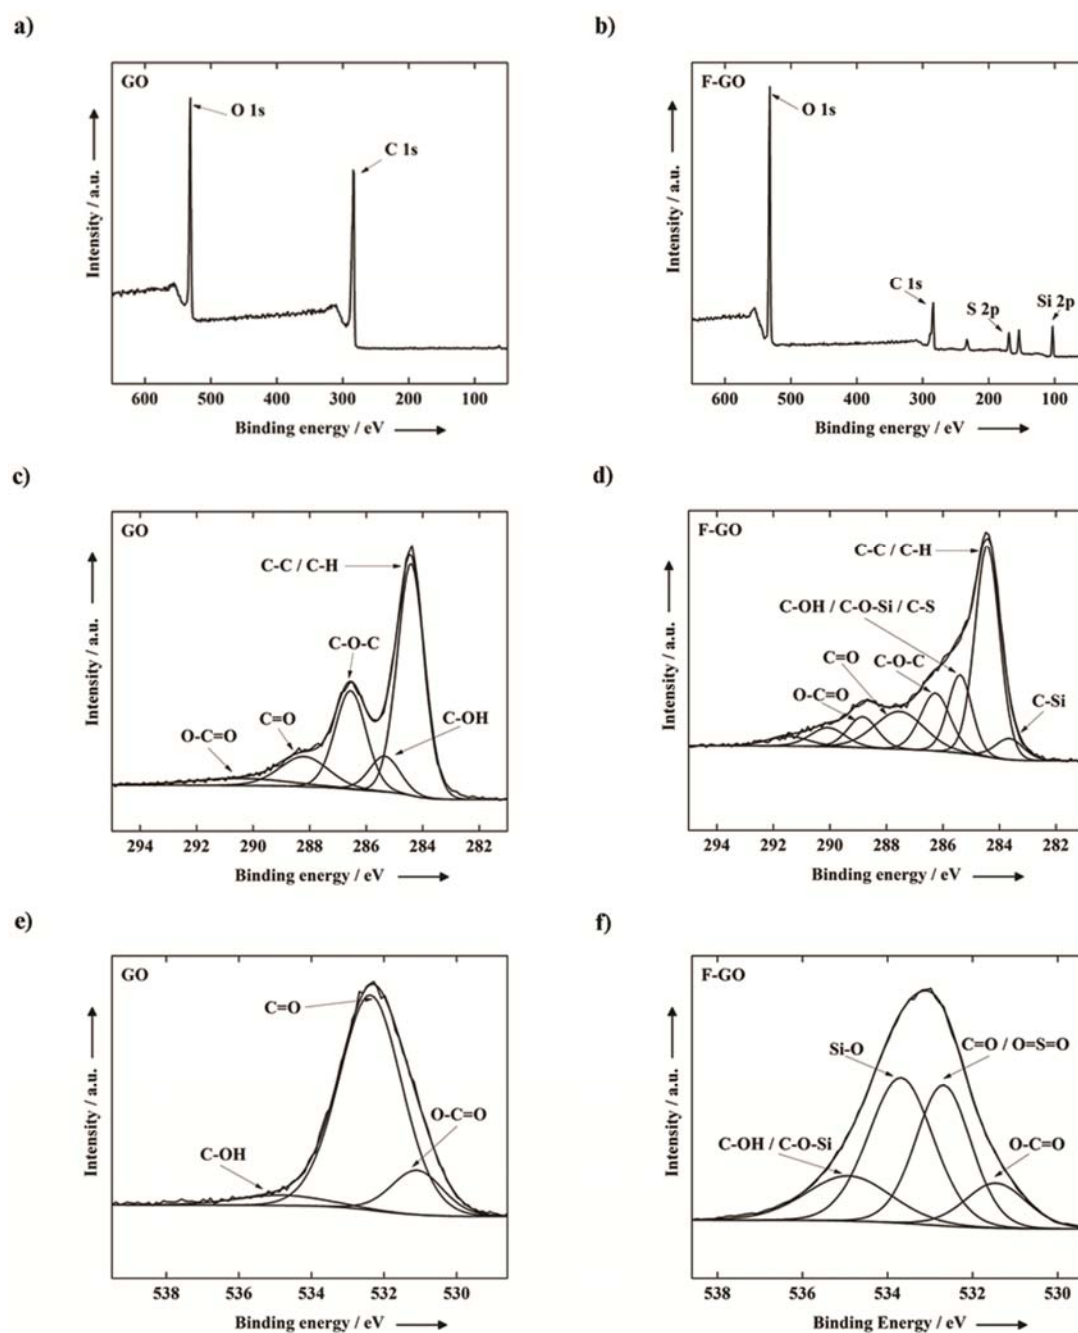 a)
GO
O 1s
C 1s
Intensity / a.u.
600 500 400 300 200 100
Binding energy / eV
b)
F-GO
O 1s
C 1s
S 2p
Si 2p
Intensity / a.u.
600 500 400 300 200 100
Binding energy / eV
c)
GO
C-C / C-H
C-O-C
C=O
O-C=O
C-OH
Intensity / a.u.
294 292 290 288 286 284 282
Binding energy / eV
d)
F-GO
C-C / C-H
C-OH / C-O-Si / C-S
C=O
C-O-C
O-C=O
C-Si
Intensity / a.u.
294 292 290 288 286 284 282
Binding energy / eV
e)
GO
C=O
O-C=O
C-OH
Intensity / a.u.
538 536 534 532 530
Binding energy / eV
f)
F-GO
Si-O
C=O / O=S=O
C-OH / C-O-Si
O-C=O
Intensity / a.u.
538 536 534 532 530
Binding Energy / eV